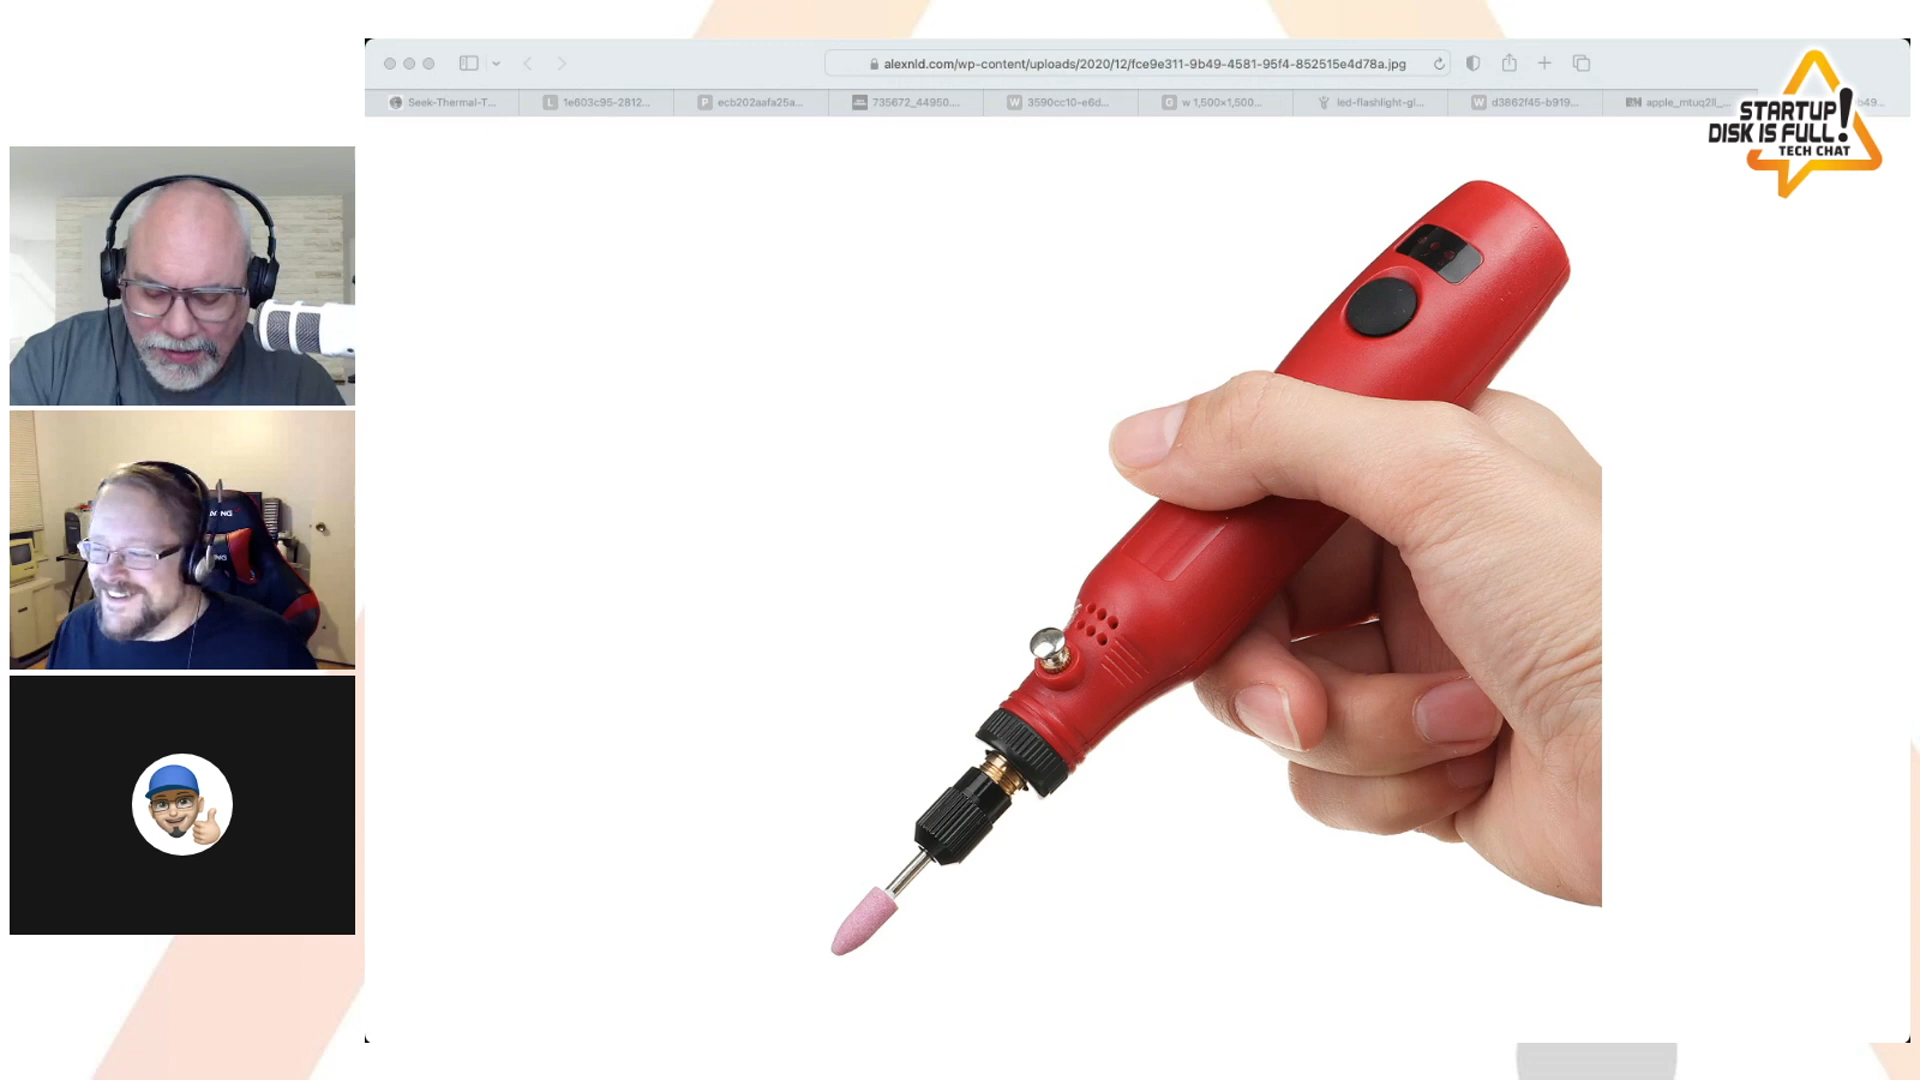 alexnld.com/wp-content/uploads/2020/12/fce9e311-9b49-4581-95f4-852515e4d78a.jpg
Seek-Thermal-T...
L 1e603c95-2812...
P ecb202aafa25a...
735672_44950....
W 3590cc10-e6d...
G w 1,500×1,500...
led-flashlight-gl...
W d3862f45-b919...
apple_mtuq2ll_...
b49...
STARTUP
DISK IS FULL!
TECH CHAT